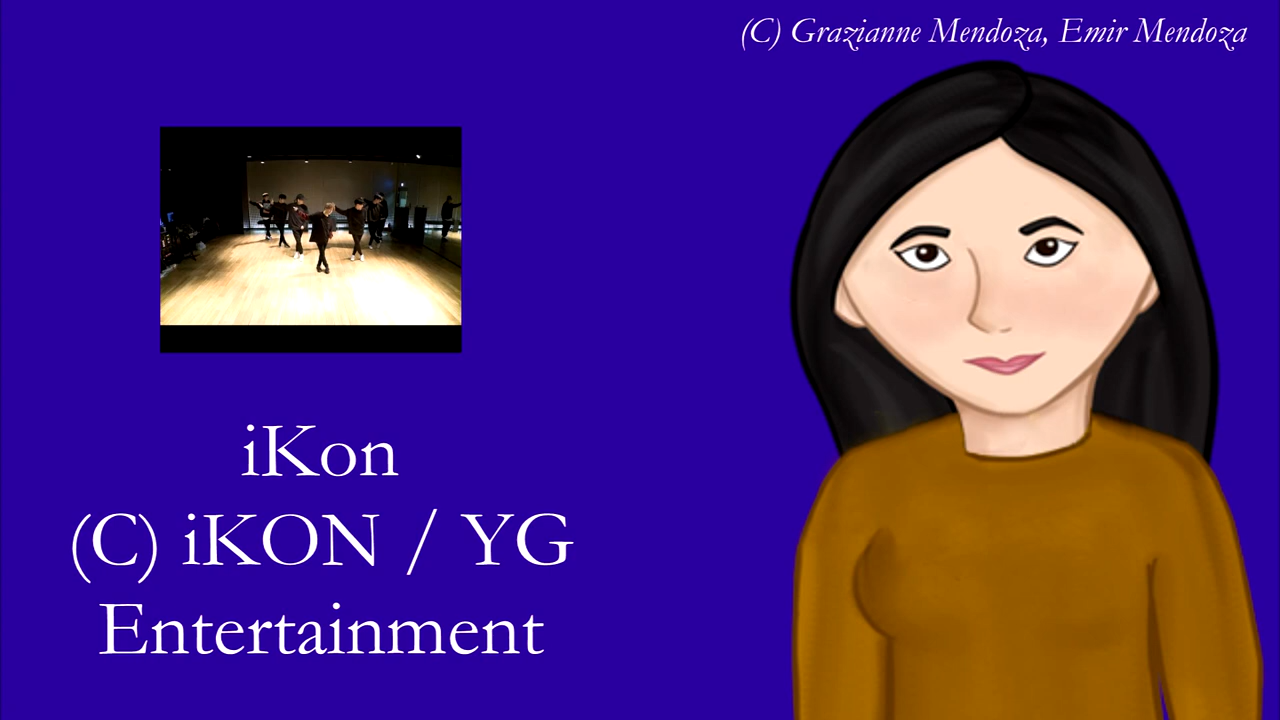 (C) Grazianne Mendoza, Emir Mendoza
iKon
(C) iKON / YG
Entertainment